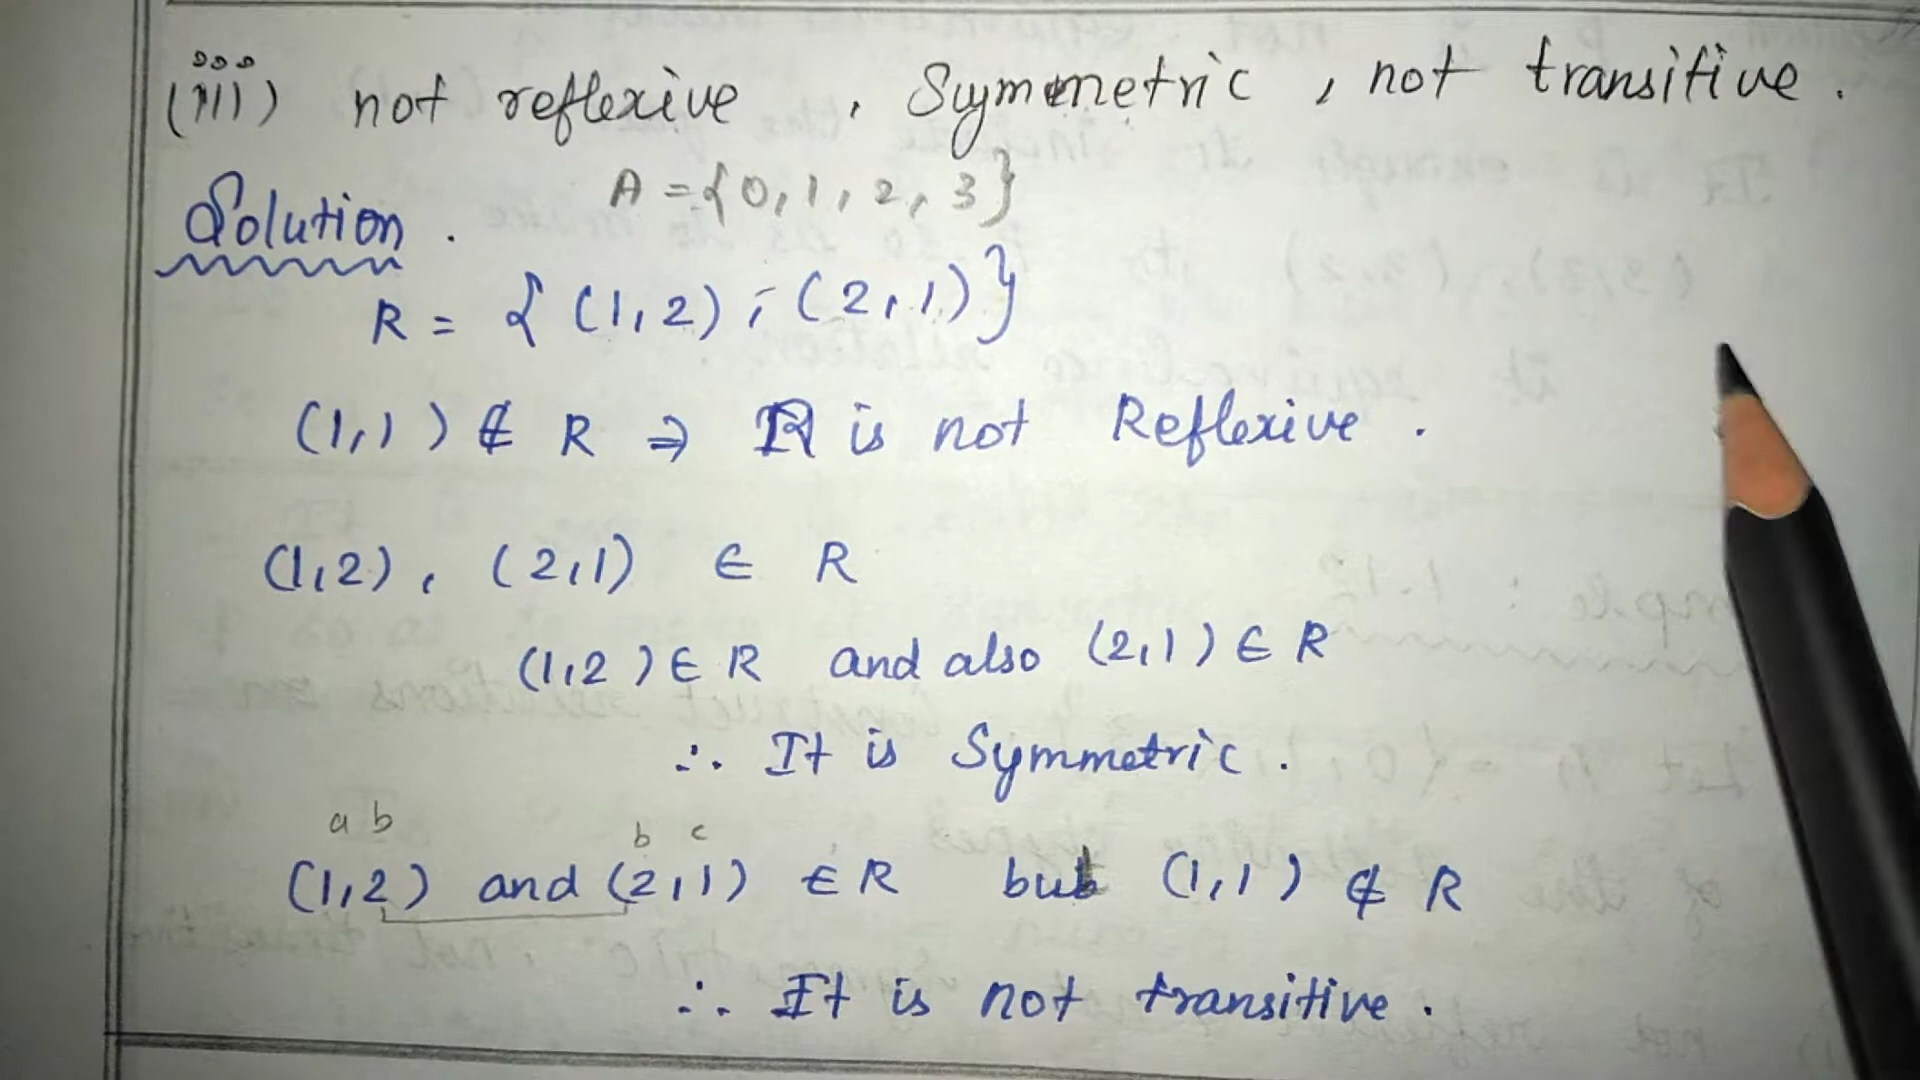 (iii) not reflexive , Symmetric , not transitive .
A = {0, 1, 2, 3}
Solution .
R = { (1,2) , (2,1) }
(1,1) ∉ R ⇒ R is not Reflexive .
(1,2) , (2,1) ∈ R
(1,2) ∈ R and also (2,1) ∈ R
∴ It is Symmetric .
a b b c
(1,2) and (2,1) ∈ R but (1,1) ∉ R
∴ It is not transitive .